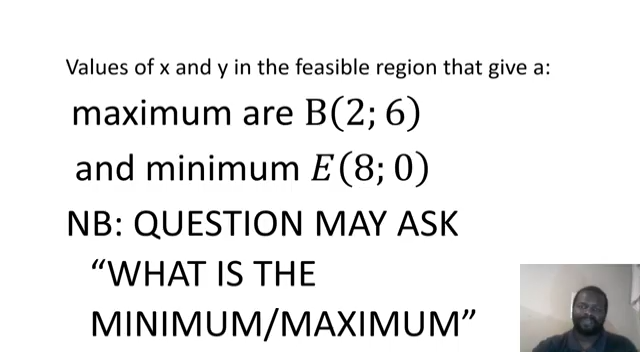 Values of x and y in the feasible region that give a:
maximum are B(2; 6)
and minimum E(8; 0)
NB: QUESTION MAY ASK
“WHAT IS THE
MINIMUM/MAXIMUM”